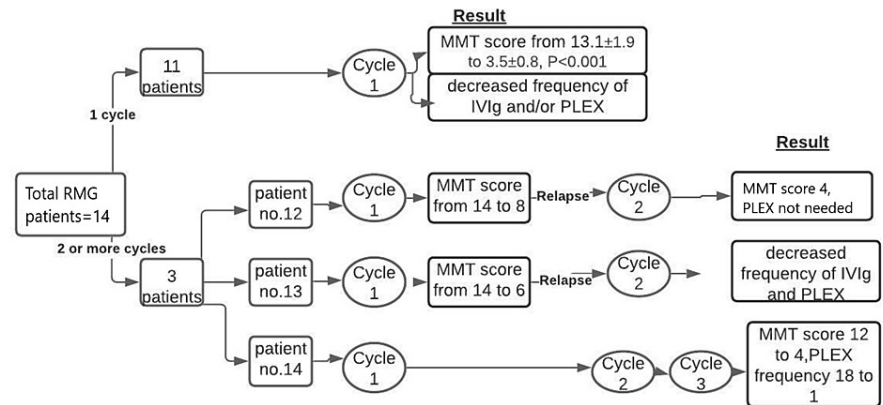 Result
11
patients
Cycle
1
MMT score from 13.1±1.9
to 3.5±0.8, P<0.001
decreased frequency of
IVIg and/or PLEX
1 cycle
Total RMG
patients=14
2 or more cycles
3
patients
Result
patient
no.12
Cycle
1
MMT score
from 14 to 8
Relapse
Cycle
2
MMT score 4,
PLEX not needed
patient
no.13
Cycle
1
MMT score
from 14 to 6
Relapse
Cycle
2
decreased
frequency of IVIg
and PLEX
patient
no.14
Cycle
1
Cycle
2
Cycle
3
MMT score 12
to 4,PLEX
frequency 18 to
1